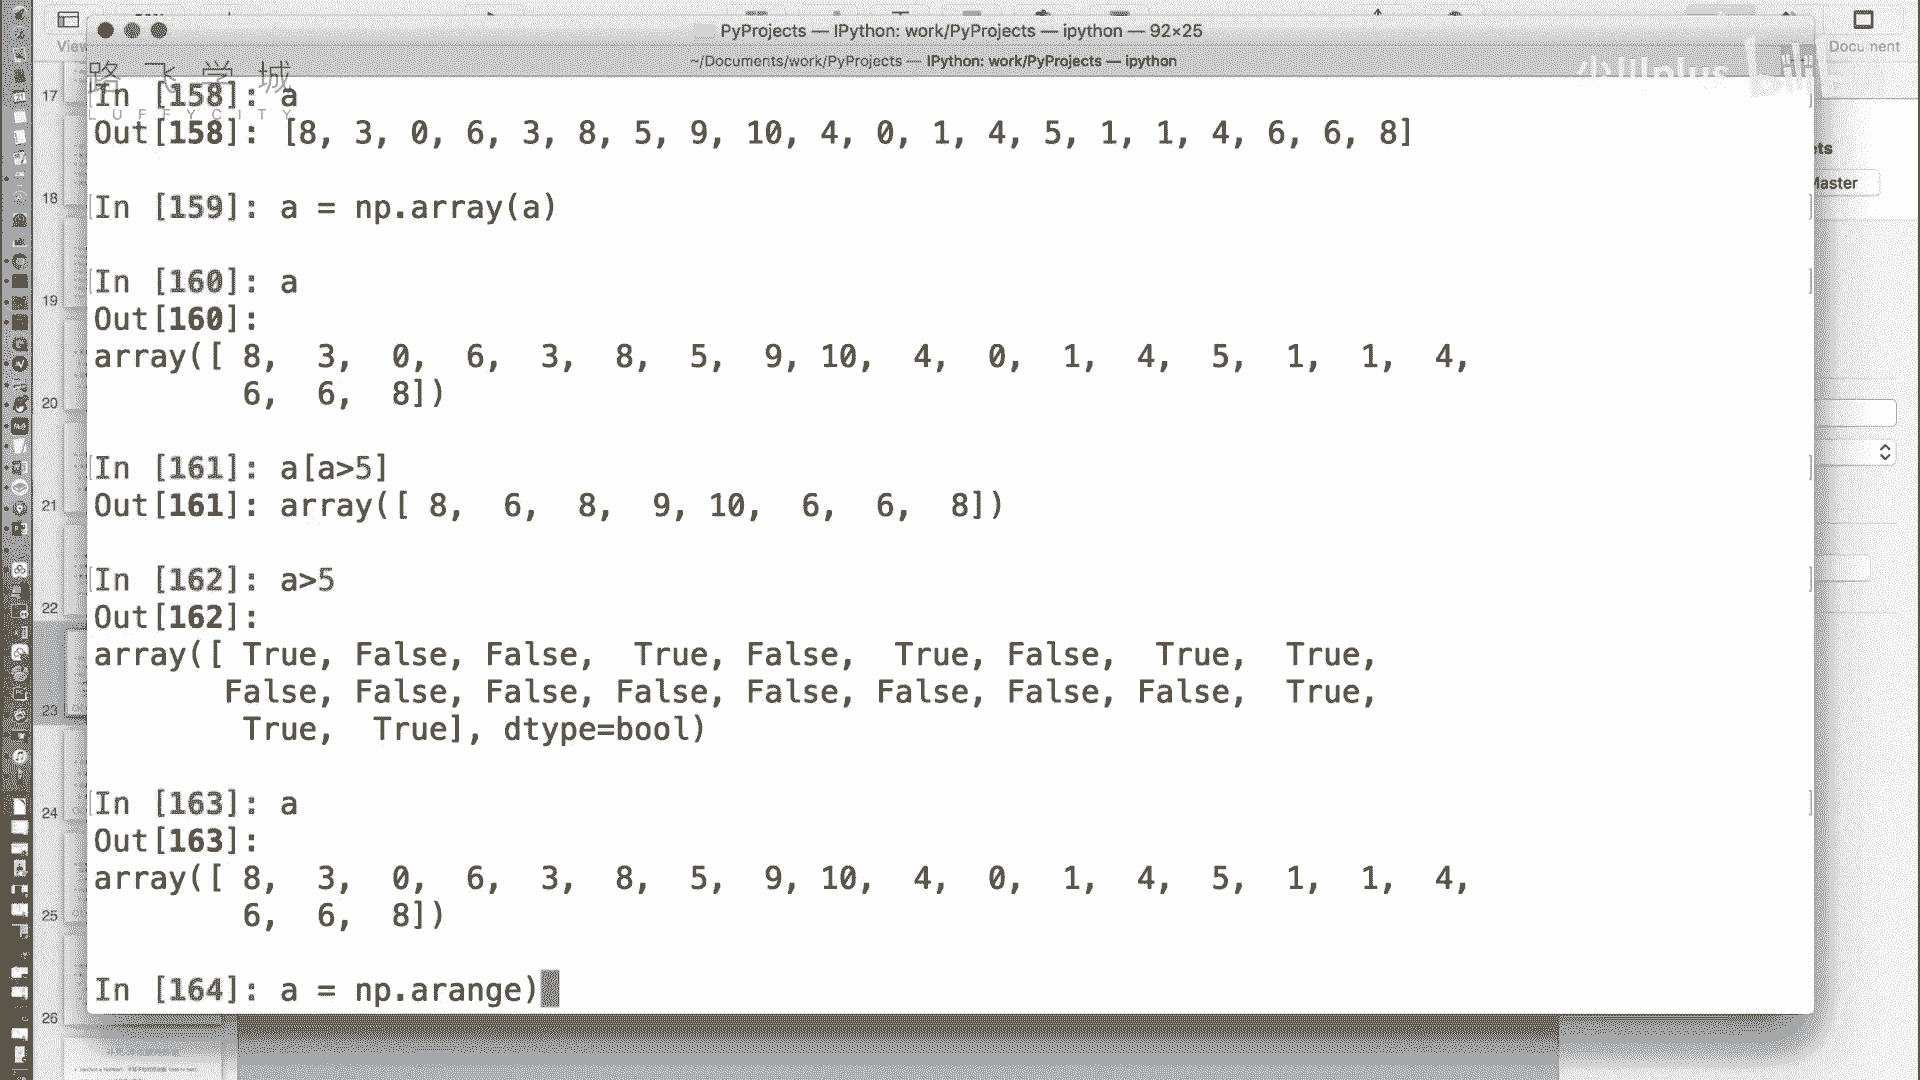 PyProjects — IPython: work/PyProjects — ipython — 92×25
View
Document
~/Documents/work/PyProjects — IPython: work/PyProjects — ipython
路飞学城
LUFFYCITY
In [158]: a
Out[158]: [8, 3, 0, 6, 3, 8, 5, 9, 10, 4, 0, 1, 4, 5, 1, 1, 4, 6, 6, 8]
Master
In [159]: a = np.array(a)
In [160]: a
Out[160]:
array([ 8, 3, 0, 6, 3, 8, 5, 9, 10, 4, 0, 1, 4, 5, 1, 1, 4,
6, 6, 8])
In [161]: a[a>5]
Out[161]: array([ 8, 6, 8, 9, 10, 6, 6, 8])
In [162]: a>5
Out[162]:
array([ True, False, False, True, False, True, False, True, True,
False, False, False, False, False, False, False, False, True,
True, True], dtype=bool)
In [163]: a
Out[163]:
array([ 8, 3, 0, 6, 3, 8, 5, 9, 10, 4, 0, 1, 4, 5, 1, 1, 4,
6, 6, 8])
In [164]: a = np.arange)
17
18
19
20
21
22
23
24
25
26